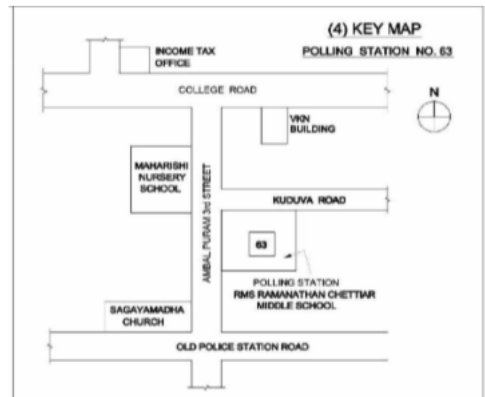 (4) KEY MAP
POLLING STATION NO. 63
INCOME TAX
OFFICE
COLLEGE ROAD
N
VKN
BUILDING
MAHARISHI
NURSERY
SCHOOL
AMBAL PURAM 3rd STREET
KUDUVA ROAD
63
POLLING STATION
RMS RAMANATHAN CHETTIAR
MIDDLE SCHOOL
SAGAYAMADHA
CHURCH
OLD POLICE STATION ROAD